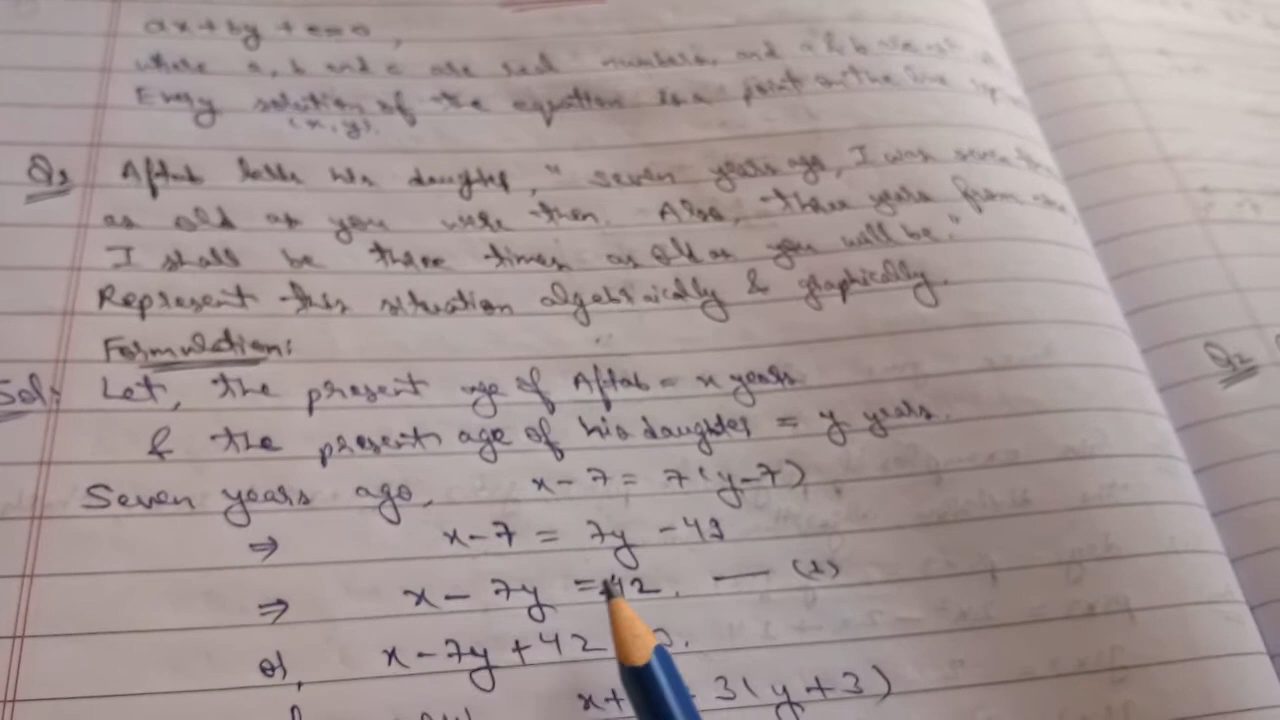 ax + by + c = 0,
where a, b and c are real numbers, and a & b are not
Every solution of the equation is a point on the line
(x, y).
Q1 Aftab tells his daughter, "Seven years ago, I was seven
as old as you were then. Also, three years from now,
I shall be three times as old as you will be."
Represent this situation algebraically & graphically.
Formulation:
Sol: Let, the present age of Aftab = x years
& the present age of his daughter = y years.
Seven years ago, x - 7 = 7(y - 7)
⇒ x - 7 = 7y - 49
⇒ x - 7y = 42. — (1)
or, x - 7y + 42 0.
x + 3(y + 3)
Q2